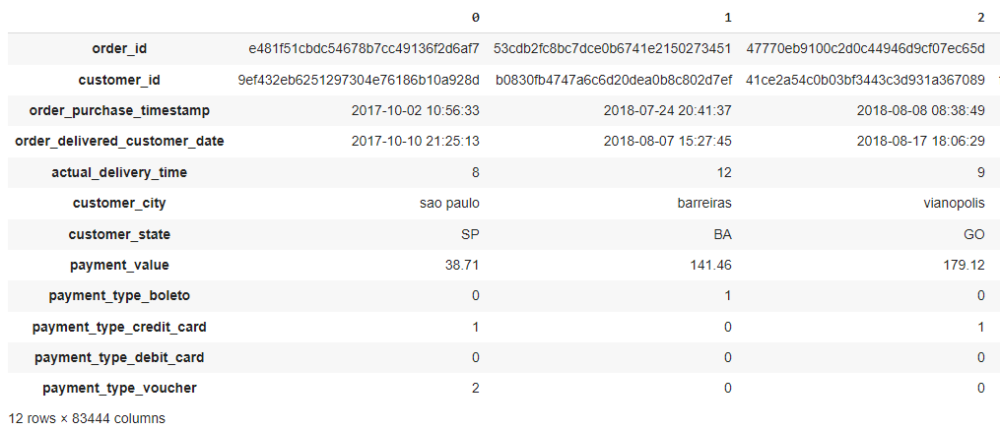 0 1 2
order_id e481f51cbdc54678b7cc49136f2d6af7 53cdb2fc8bc7dce0b6741e2150273451 47770eb9100c2d0c44946d9cf07ec65d
customer_id 9ef432eb6251297304e76186b10a928d b0830fb4747a6c6d20dea0b8c802d7ef 41ce2a54c0b03bf3443c3d931a367089
order_purchase_timestamp 2017-10-02 10:56:33 2018-07-24 20:41:37 2018-08-08 08:38:49
order_delivered_customer_date 2017-10-10 21:25:13 2018-08-07 15:27:45 2018-08-17 18:06:29
actual_delivery_time 8 12 9
customer_city sao paulo barreiras vianopolis
customer_state SP BA GO
payment_value 38.71 141.46 179.12
payment_type_boleto 0 1 0
payment_type_credit_card 1 0 1
payment_type_debit_card 0 0 0
payment_type_voucher 2 0 0
12 rows × 83444 columns